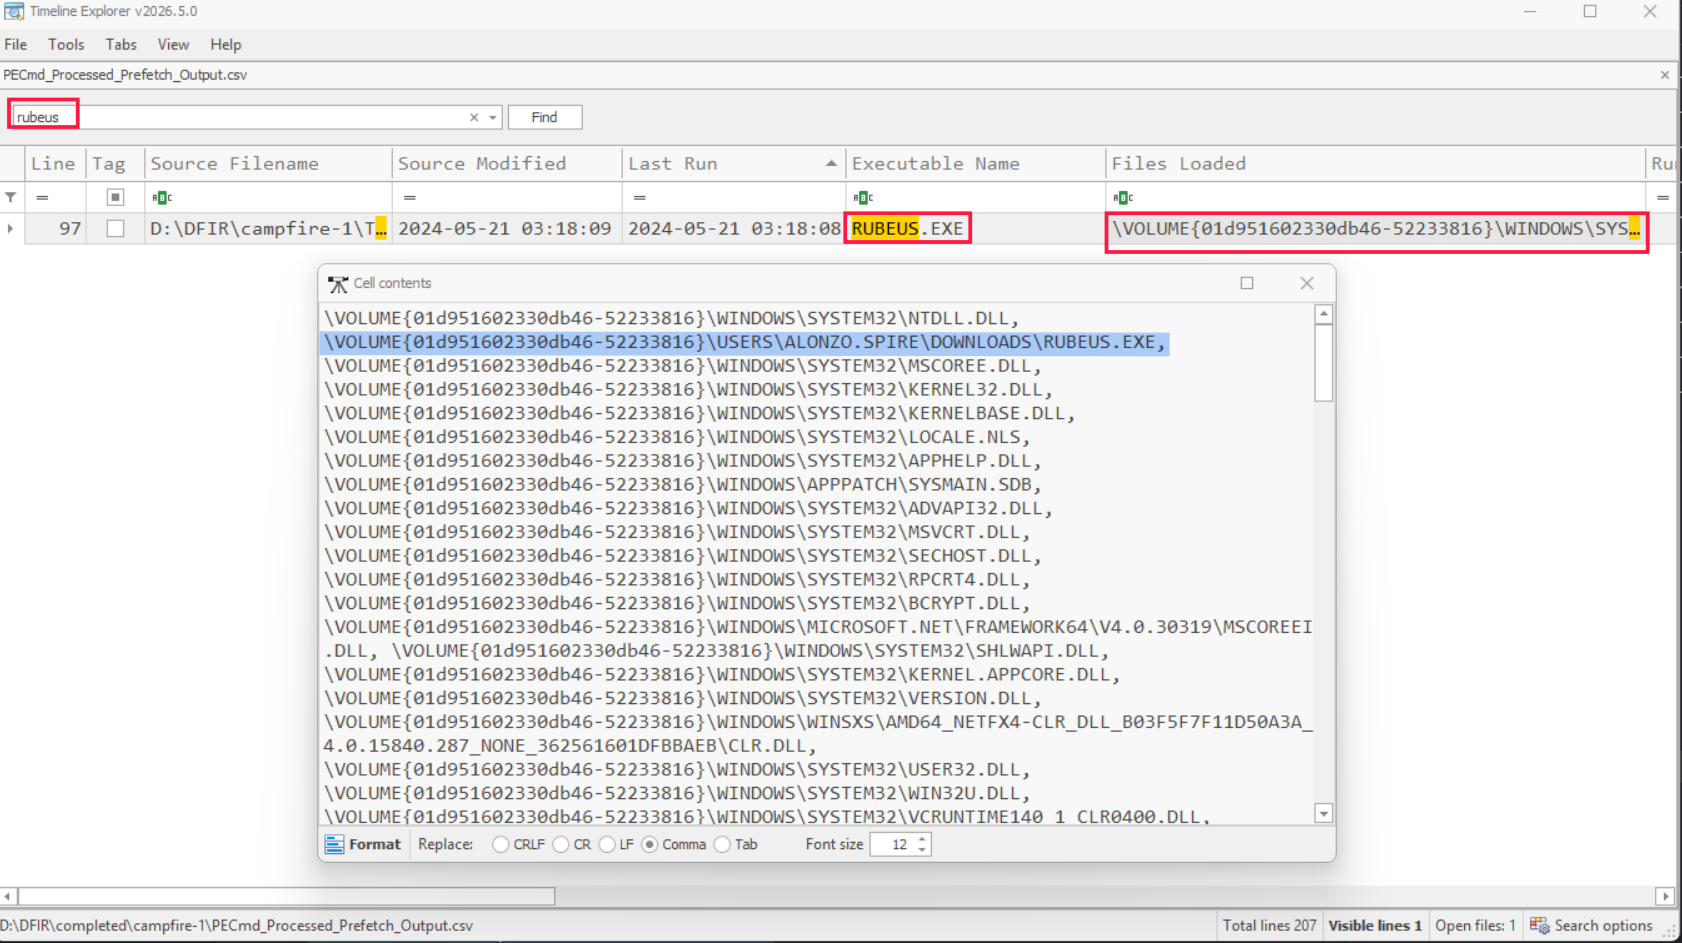 Timeline Explorer v2026.5.0
File Tools Tabs View Help
PECmd_Processed_Prefetch_Output.csv
rubeus
Find
Line Tag Source Filename Source Modified Last Run Executable Name Files Loaded Ru
97 D:\DFIR\campfire-1\T… 2024-05-21 03:18:09 2024-05-21 03:18:08 RUBEUS.EXE \VOLUME{01d951602330db46-52233816}\WINDOWS\SYS…
Cell contents
\VOLUME{01d951602330db46-52233816}\WINDOWS\SYSTEM32\NTDLL.DLL,
\VOLUME{01d951602330db46-52233816}\USERS\ALONZO.SPIRE\DOWNLOADS\RUBEUS.EXE,
\VOLUME{01d951602330db46-52233816}\WINDOWS\SYSTEM32\MSCOREE.DLL,
\VOLUME{01d951602330db46-52233816}\WINDOWS\SYSTEM32\KERNEL32.DLL,
\VOLUME{01d951602330db46-52233816}\WINDOWS\SYSTEM32\KERNELBASE.DLL,
\VOLUME{01d951602330db46-52233816}\WINDOWS\SYSTEM32\LOCALE.NLS,
\VOLUME{01d951602330db46-52233816}\WINDOWS\SYSTEM32\APPHELP.DLL,
\VOLUME{01d951602330db46-52233816}\WINDOWS\APPPATCH\SYSMAIN.SDB,
\VOLUME{01d951602330db46-52233816}\WINDOWS\SYSTEM32\ADVAPI32.DLL,
\VOLUME{01d951602330db46-52233816}\WINDOWS\SYSTEM32\MSVCRT.DLL,
\VOLUME{01d951602330db46-52233816}\WINDOWS\SYSTEM32\SECHOST.DLL,
\VOLUME{01d951602330db46-52233816}\WINDOWS\SYSTEM32\RPCRT4.DLL,
\VOLUME{01d951602330db46-52233816}\WINDOWS\SYSTEM32\BCRYPT.DLL,
\VOLUME{01d951602330db46-52233816}\WINDOWS\MICROSOFT.NET\FRAMEWORK64\V4.0.30319\MSCOREEI
.DLL, \VOLUME{01d951602330db46-52233816}\WINDOWS\SYSTEM32\SHLWAPI.DLL,
\VOLUME{01d951602330db46-52233816}\WINDOWS\SYSTEM32\KERNEL.APPCORE.DLL,
\VOLUME{01d951602330db46-52233816}\WINDOWS\SYSTEM32\VERSION.DLL,
\VOLUME{01d951602330db46-52233816}\WINDOWS\WINSXS\AMD64_NETFX4-CLR_DLL_B03F5F7F11D50A3A_
4.0.15840.287_NONE_362561601DFBBAEB\CLR.DLL,
\VOLUME{01d951602330db46-52233816}\WINDOWS\SYSTEM32\USER32.DLL,
\VOLUME{01d951602330db46-52233816}\WINDOWS\SYSTEM32\WIN32U.DLL,
\VOLUME{01d951602330db46-52233816}\WINDOWS\SYSTEM32\VCRUNTIME140_1_CLR0400.DLL,
Format Replace: CRLF CR LF Comma Tab Font size 12
D:\DFIR\completed\campfire-1\PECmd_Processed_Prefetch_Output.csv Total lines 207 Visible lines 1 Open files: 1 Search options